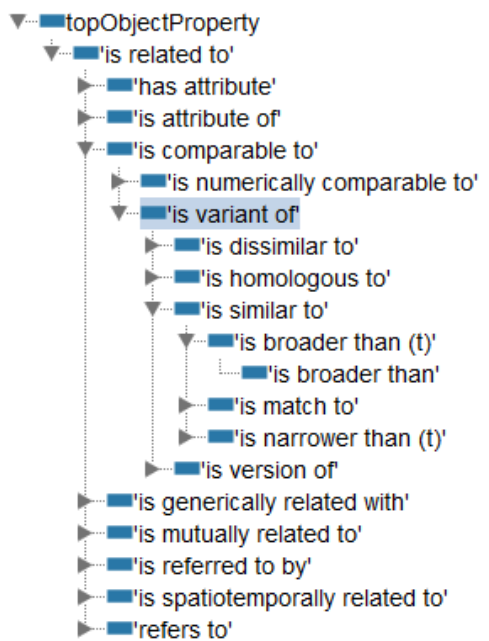 topObjectProperty
'is related to'
'has attribute'
'is attribute of'
'is comparable to'
'is numerically comparable to'
'is variant of'
'is dissimilar to'
'is homologous to'
'is similar to'
'is broader than (t)'
'is broader than'
'is match to'
'is narrower than (t)'
'is version of'
'is generically related with'
'is mutually related to'
'is referred to by'
'is spatiotemporally related to'
'refers to'